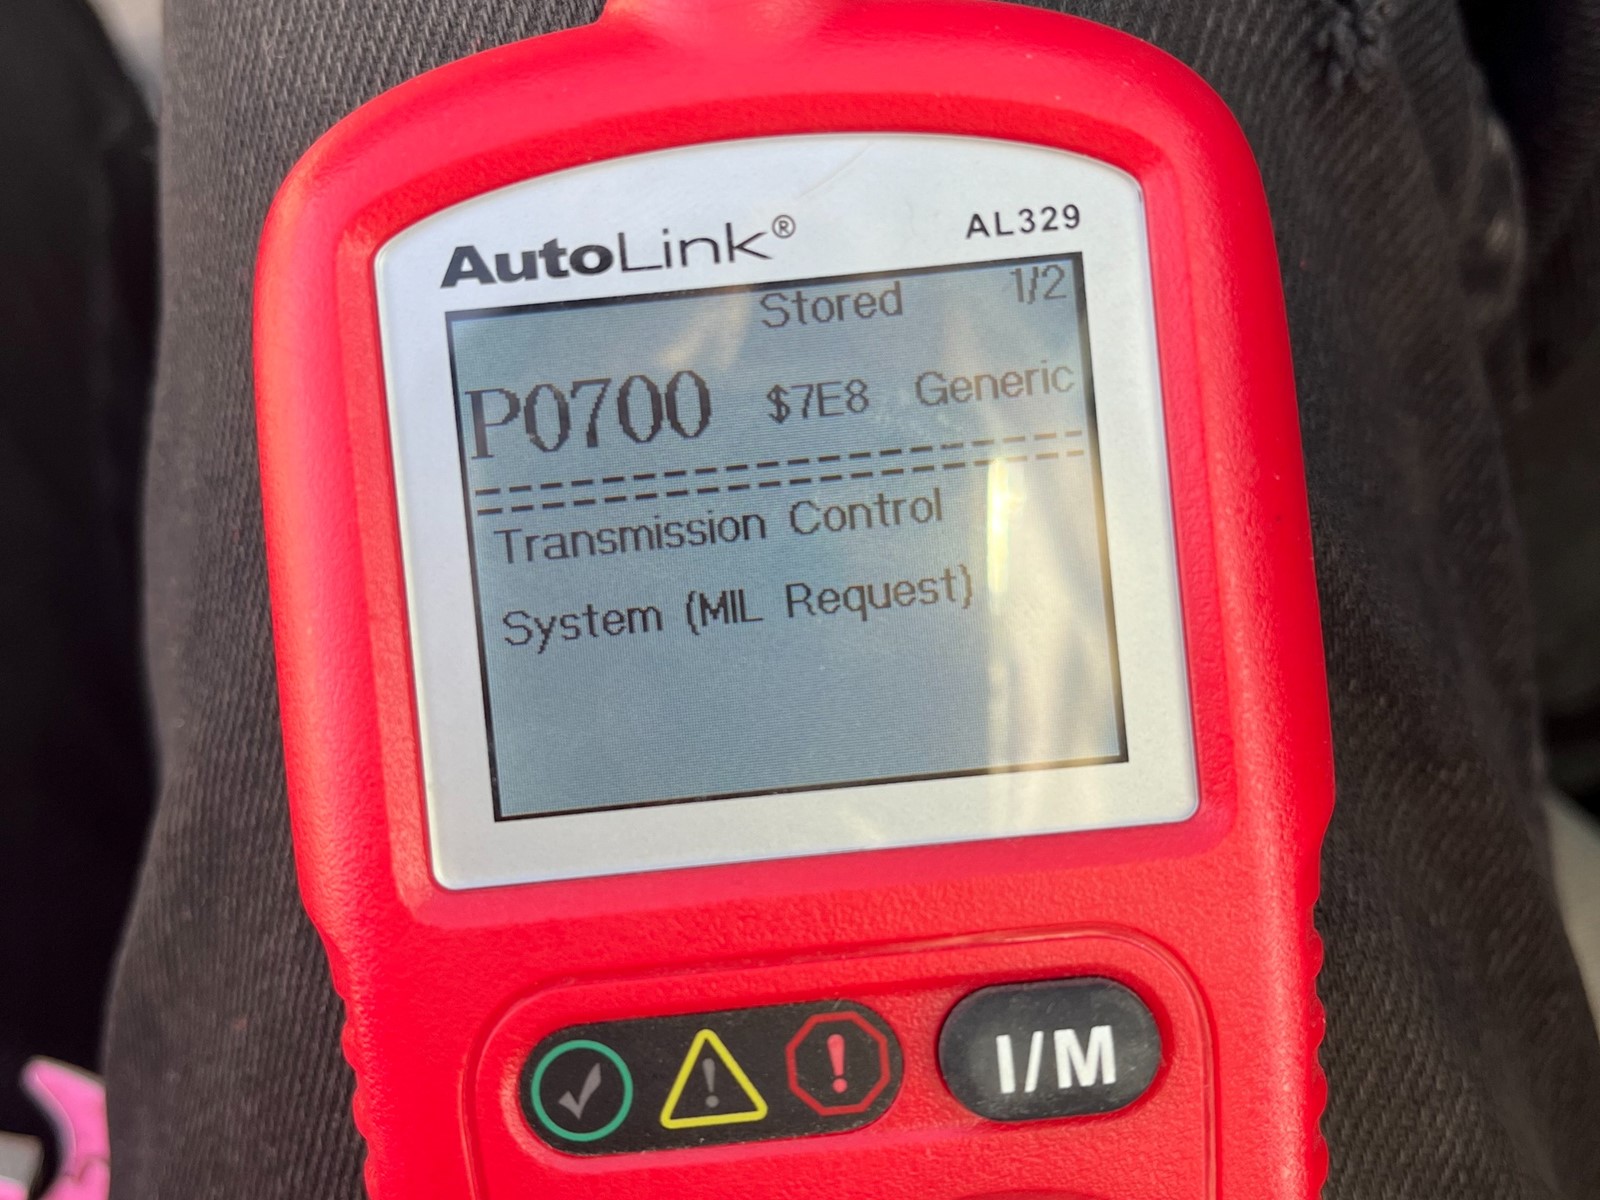 AutoLink® AL329
Stored 1/2
P0700 $7E8 Generic
====================
Transmission Control
System (MIL Request)
! !
I/M